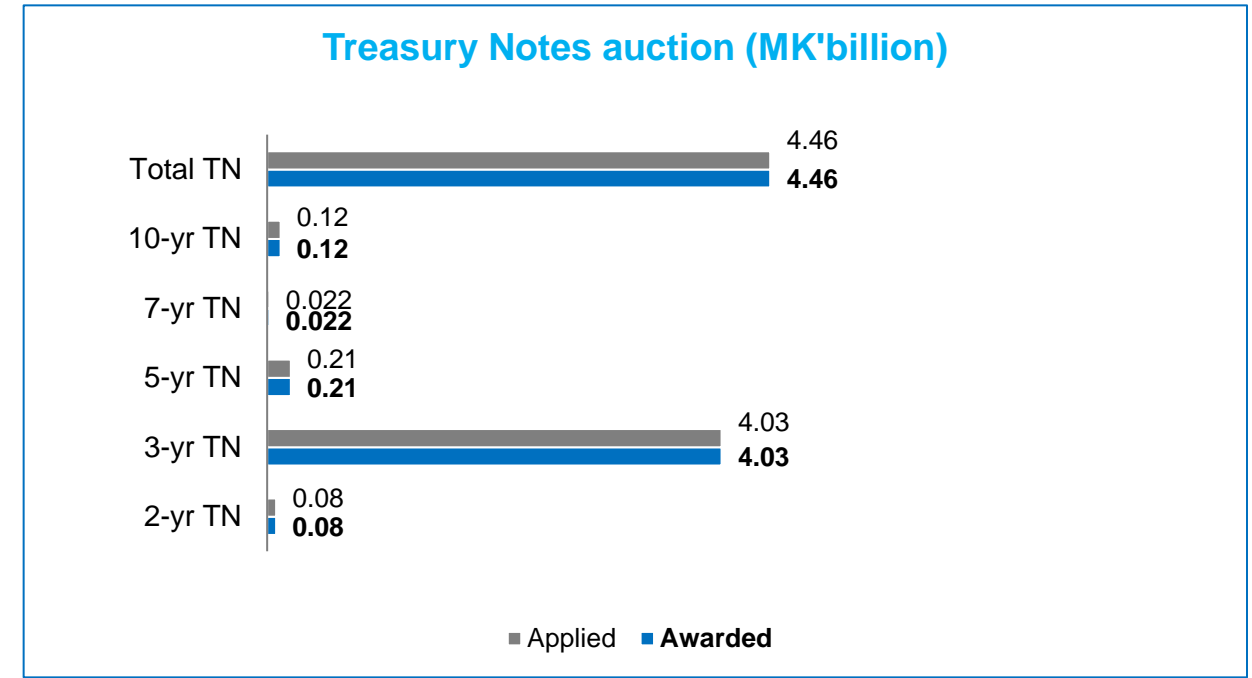 Treasury Notes auction (MK'billion)
Total TN
4.46
4.46
10-yr TN
0.12
0.12
7-yr TN
0.022
0.022
5-yr TN
0.21
0.21
3-yr TN
4.03
4.03
2-yr TN
0.08
0.08
Applied Awarded